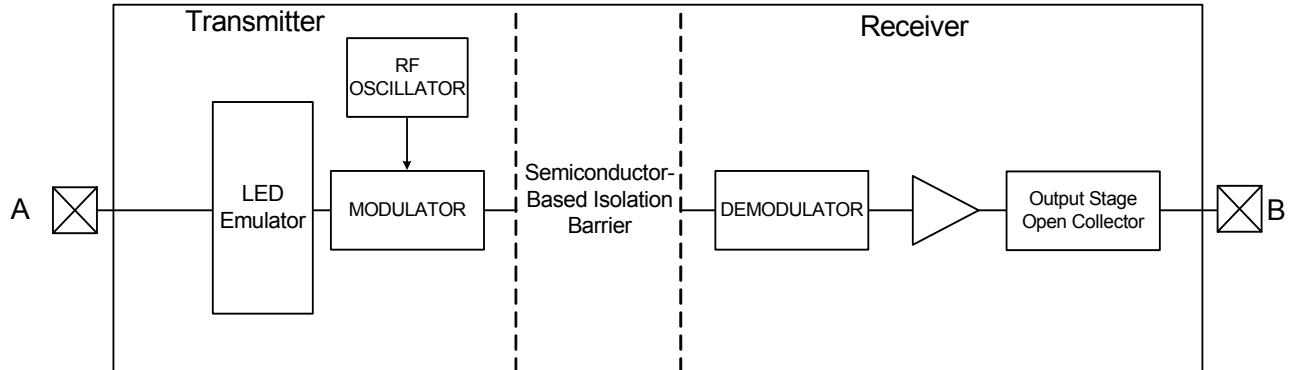 Transmitter
Receiver
RF
OSCILLATOR
A
LED
Emulator
MODULATOR
Semiconductor-
Based Isolation
Barrier
DEMODULATOR
Output Stage
Open Collector
B